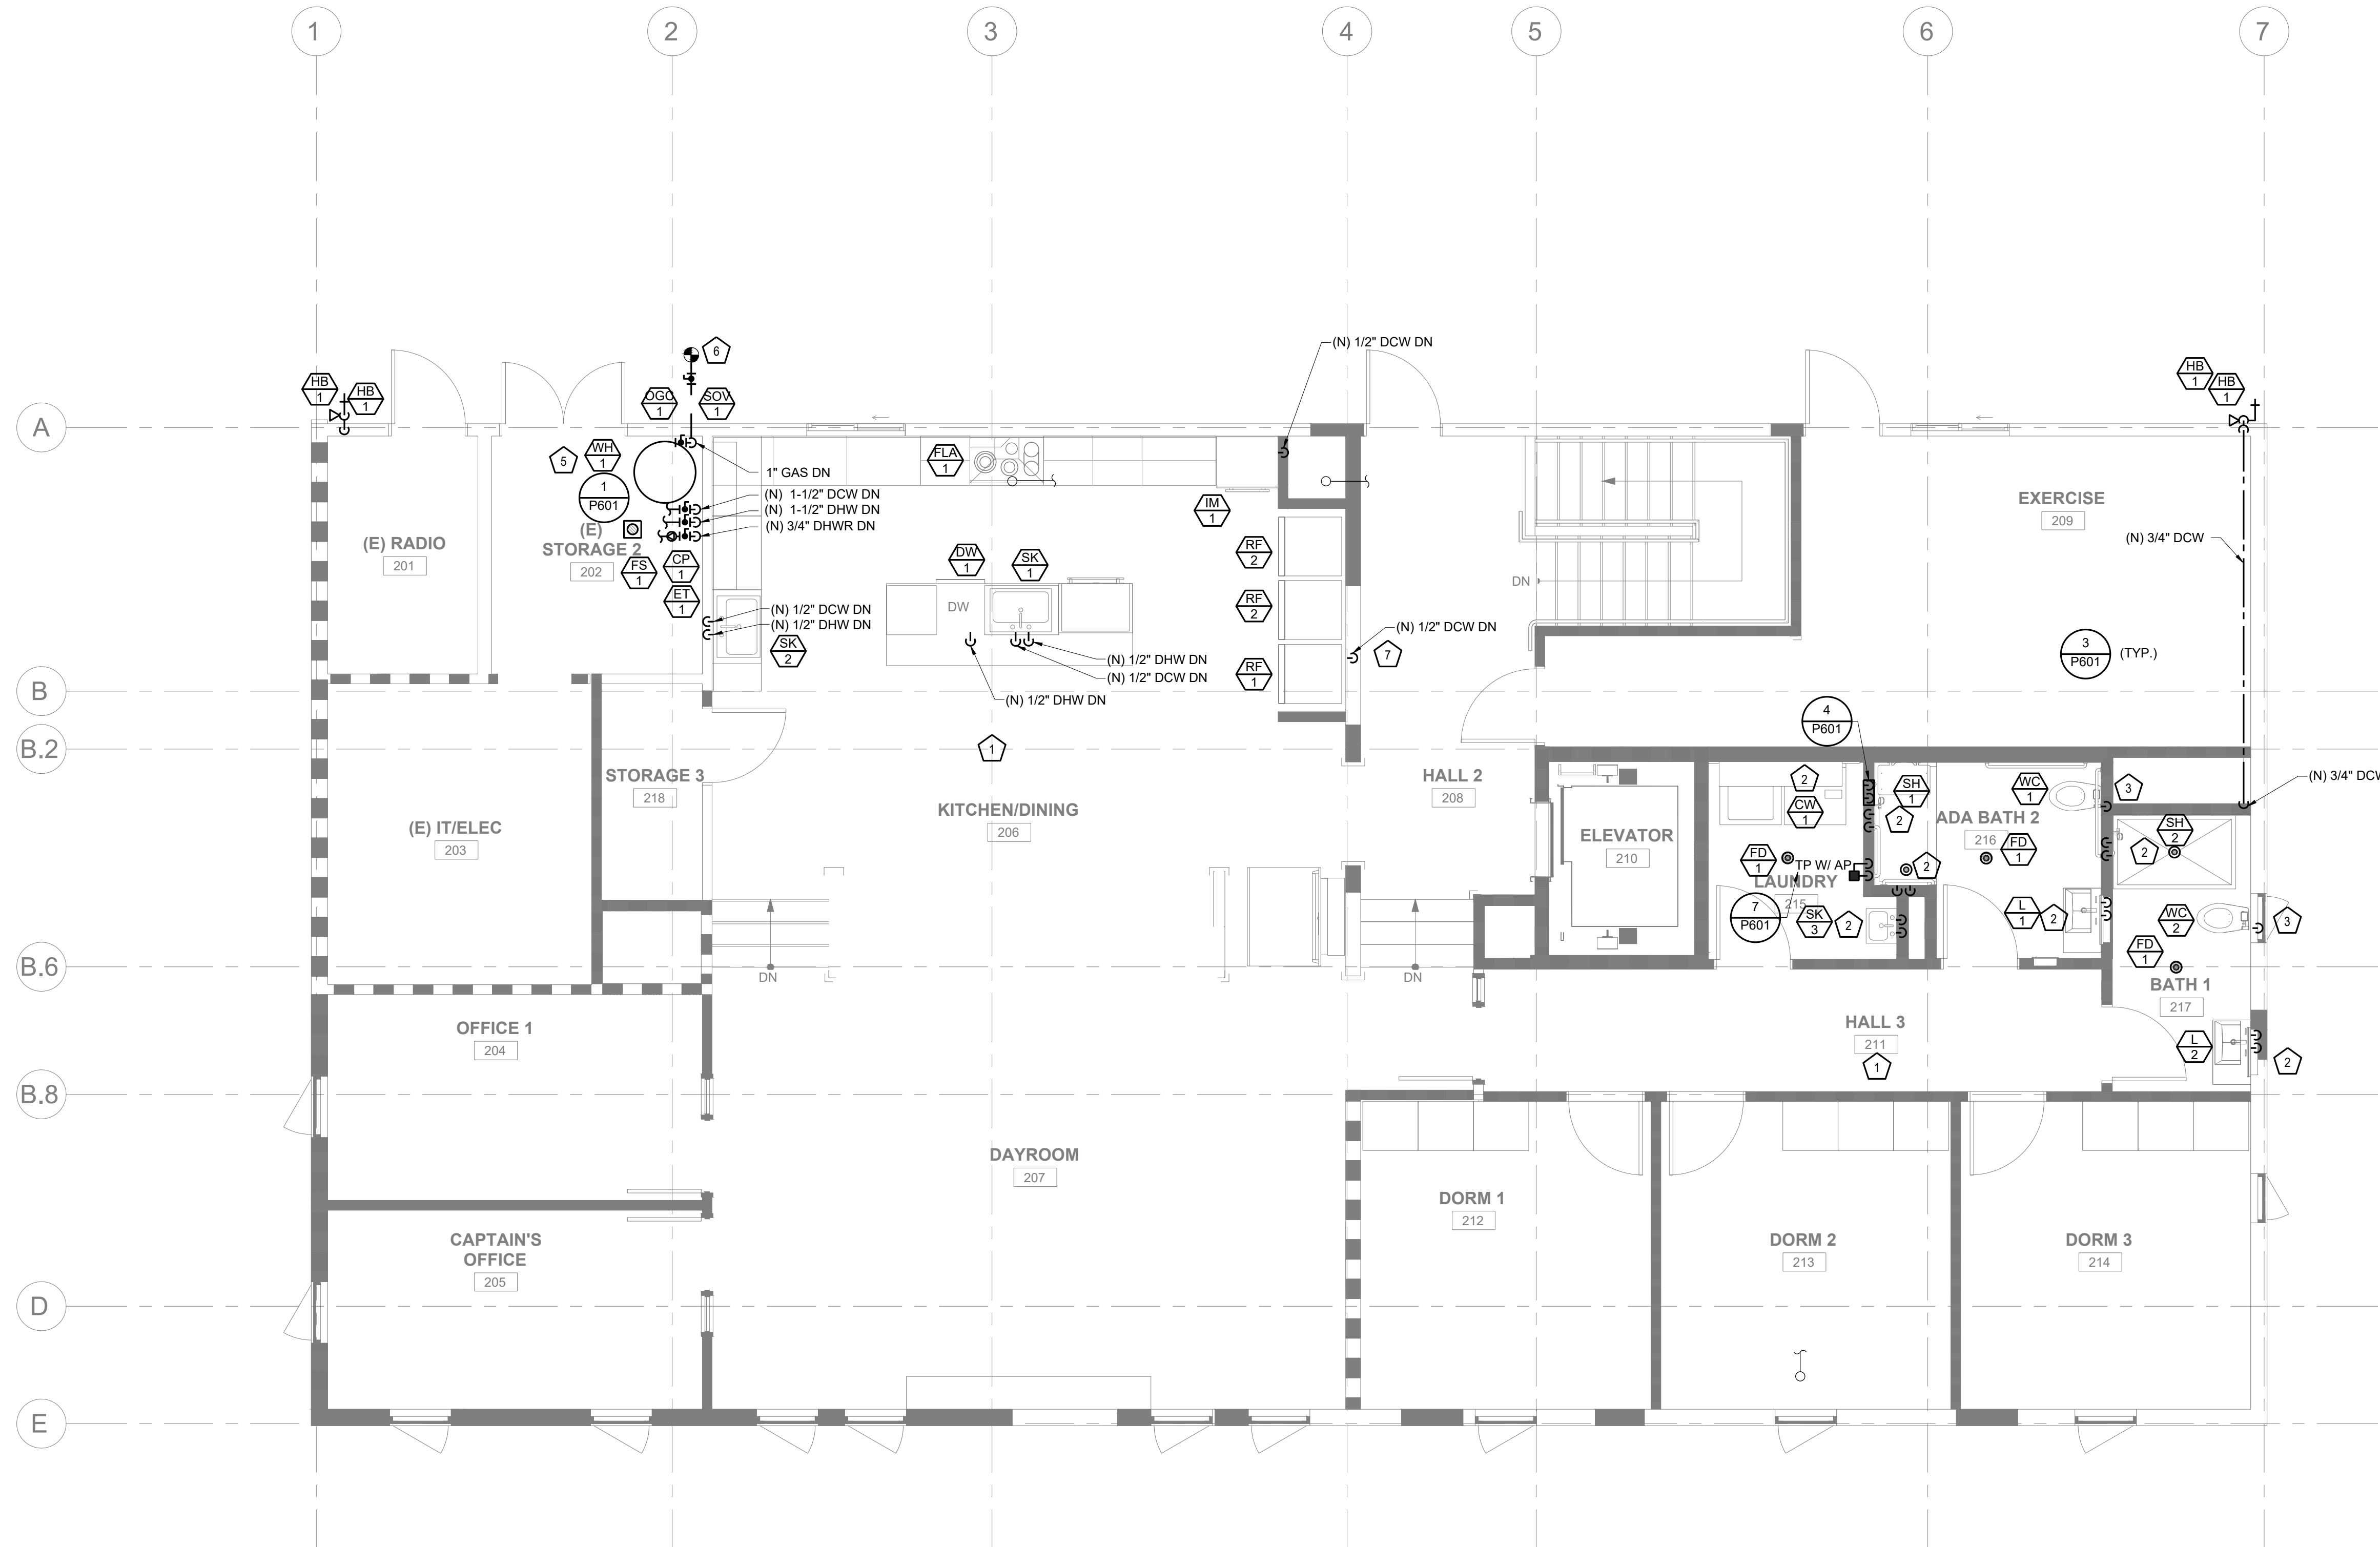 1
2
3
4
5
6
7
(N) 1/2" DCW DN
6
HB
1
HB
1
HB
1
HB
1
OGC
1
SOV
1
A
5
WH
1
FLA
1
1" GAS DN
1
P601
(N) 1-1/2" DCW DN
(N) 1-1/2" DHW DN
(N) 3/4" DHWR DN
IM
1
EXERCISE
209
(E) RADIO
201
(E)
STORAGE 2
202
FS
1
CP
1
ET
1
DW
1
SK
1
RF
2
(N) 3/4" DCW
DN
DW
RF
2
(N) 1/2" DCW DN
(N) 1/2" DHW DN
SK
2
(N) 1/2" DCW DN
7
3
P601
(TYP.)
(N) 1/2" DHW DN
(N) 1/2" DCW DN
RF
1
B
(N) 1/2" DHW DN
4
P601
B.2
1
STORAGE 3
218
HALL 2
208
2
CW
1
SH
1
WC
1
3
(N) 3/4" DCW
KITCHEN/DINING
206
(E) IT/ELEC
203
ELEVATOR
210
2
ADA BATH 2
216
FD
1
SH
2
2
FD
1
TP W/ AP
2
LAUNDRY
215
7
P601
SK
3
2
L
1
2
WC
2
3
FD
1
B.6
DN
DN
BATH 1
217
OFFICE 1
204
HALL 3
211
1
L
2
2
B.8
DAYROOM
207
DORM 1
212
CAPTAIN'S
OFFICE
205
DORM 2
213
DORM 3
214
D
E